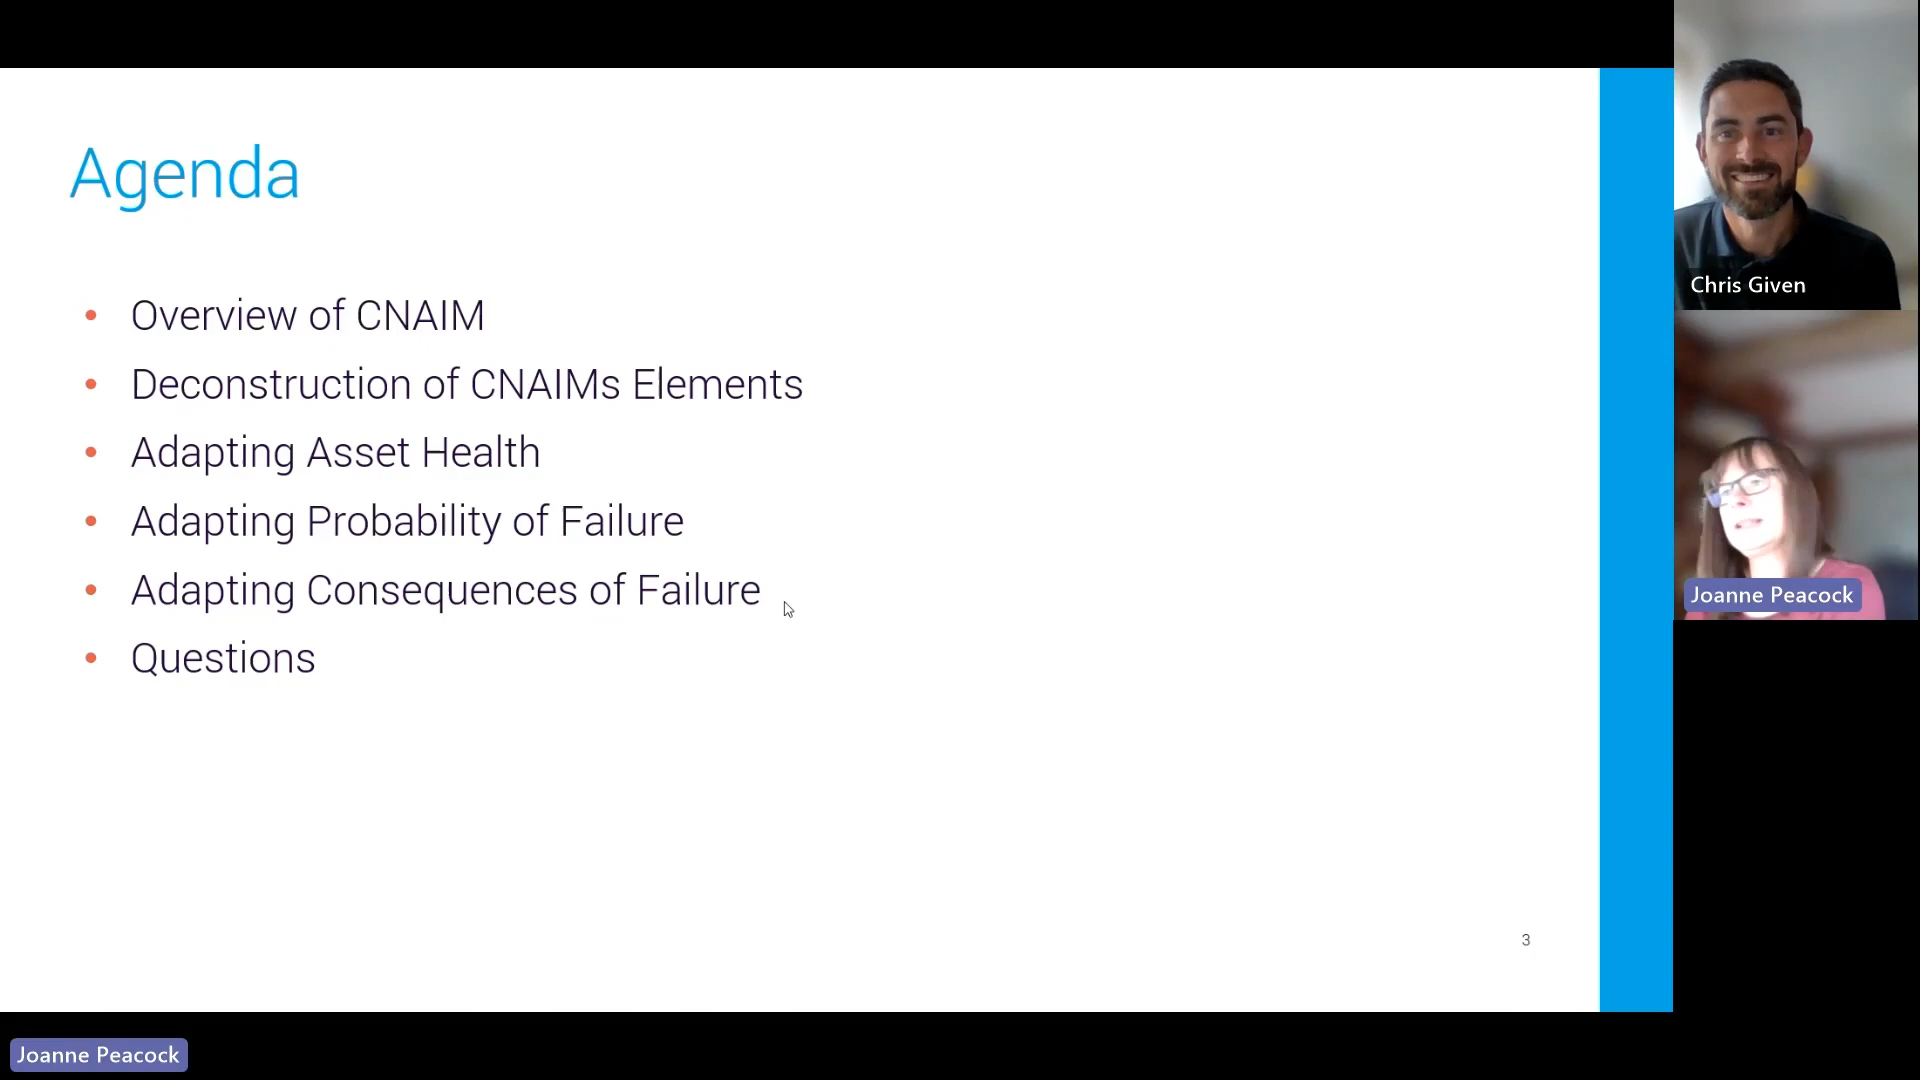 Agenda
• Overview of CNAIM
• Deconstruction of CNAIMs Elements
• Adapting Asset Health
• Adapting Probability of Failure
• Adapting Consequences of Failure
• Questions
3
Chris Given
Joanne Peacock
Joanne Peacock